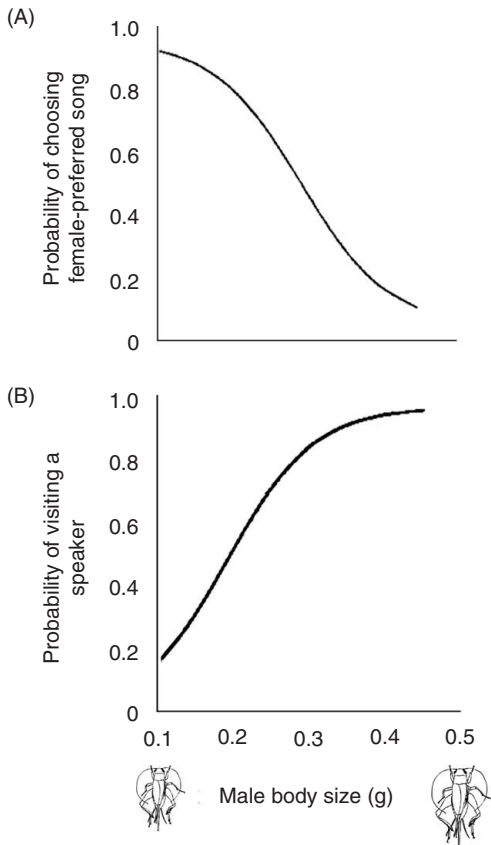 (A)
Probability of choosing
female-preferred song
1.0
0.8
0.6
0.4
0.2
0
(B)
Probability of visiting a
speaker
1.0
0.8
0.6
0.4
0.2
0
0.1 0.2 0.3 0.4 0.5
Male body size (g)